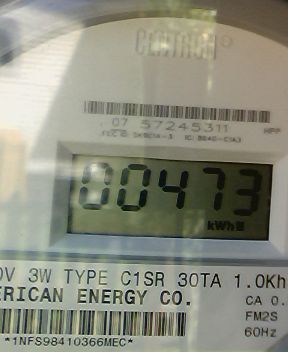 CENTRON
07 57245311 MPP
00473
kWh
0V 3W TYPE C1SR 30TA 1.0Kh
ERICAN ENERGY CO. CA 0.
FM2S
60Hz
*1NFS98410366MEC*